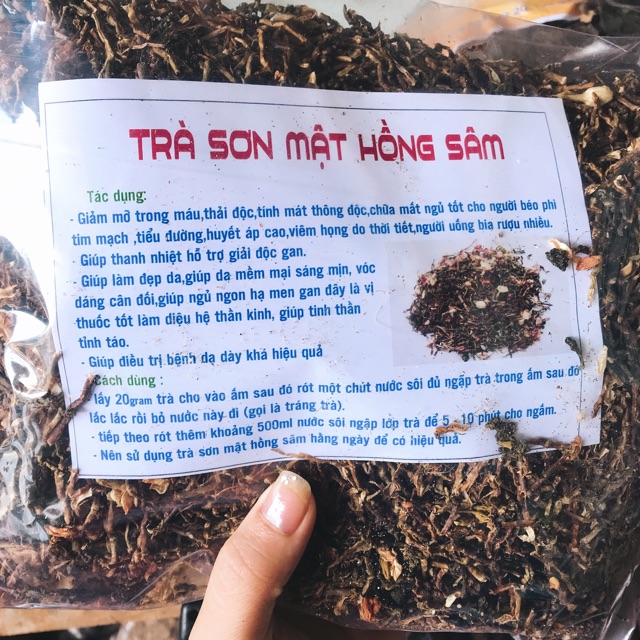 TRÀ SƠN MẬT HỒNG SÂM
Tác dụng:
- Giảm mỡ trong máu,thải độc,tính mát thông độc,chữa mất ngủ tốt cho người béo phì
tim mạch ,tiểu đường,huyết áp cao,viêm họng do thời tiết,người uống bia rượu nhiều.
- Giúp thanh nhiệt hỗ trợ giải độc gan.
- Giúp làm đẹp da,giúp da mềm mại sáng mịn, vóc
dáng cân đối,giúp ngủ ngon hạ men gan đây là vị
thuốc tốt làm diệu hệ thần kinh, giúp tinh thần
tỉnh táo.
- Giúp điều trị bệnh dạ dày khá hiệu quả
Cách dùng :
- lấy 20gram trà cho vào ấm sau đó rót một chút nước sôi đủ ngập trà trong ấm sau đó
lắc lắc rồi bỏ nước này đi (gọi là tráng trà).
- tiếp theo rót thêm khoảng 500ml nước sôi ngập lớp trà để 5 - 10 phút cho ngấm.
- Nên sử dụng trà sơn mật hồng sâm hằng ngày để có hiệu quả.